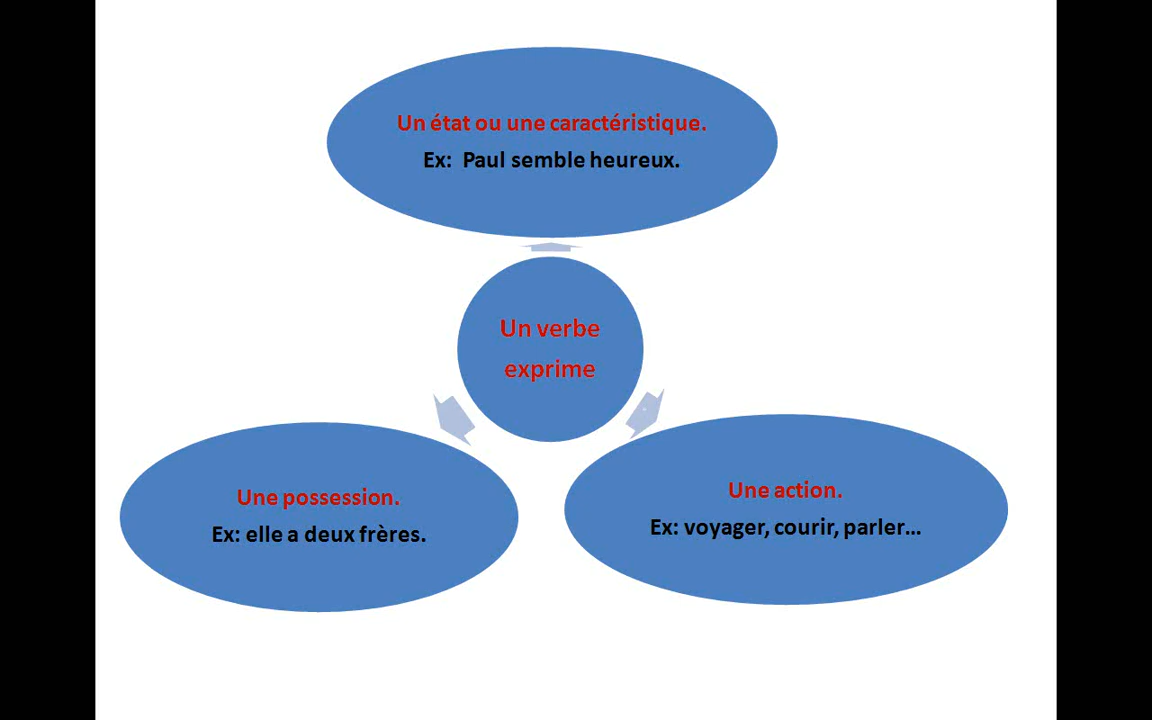 Un état ou une caractéristique.
Ex:  Paul semble heureux.
Un verbe
exprime
Une possession.
Ex: elle a deux frères.
Une action.
Ex: voyager, courir, parler...